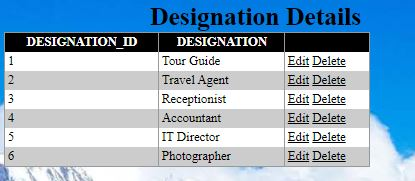 Designation Details
DESIGNATION_ID DESIGNATION
1 Tour Guide Edit Delete
2 Travel Agent Edit Delete
3 Receptionist Edit Delete
4 Accountant Edit Delete
5 IT Director Edit Delete
6 Photographer Edit Delete